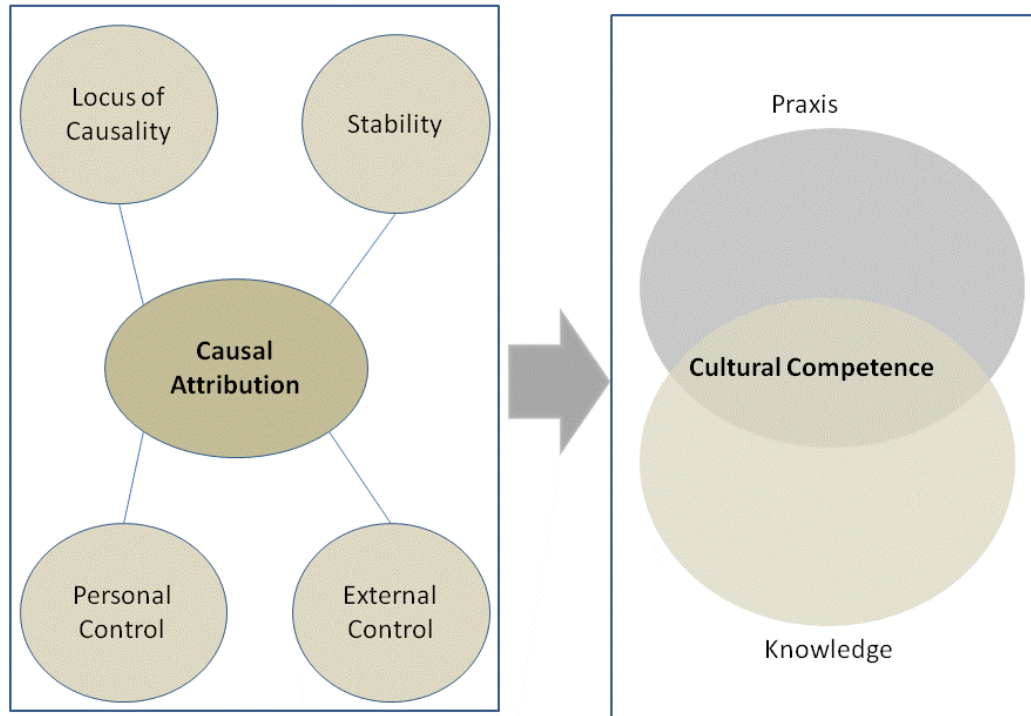 Locus of
Causality
Stability
Causal
Attribution
Personal
Control
External
Control
Praxis
Cultural Competence
Knowledge